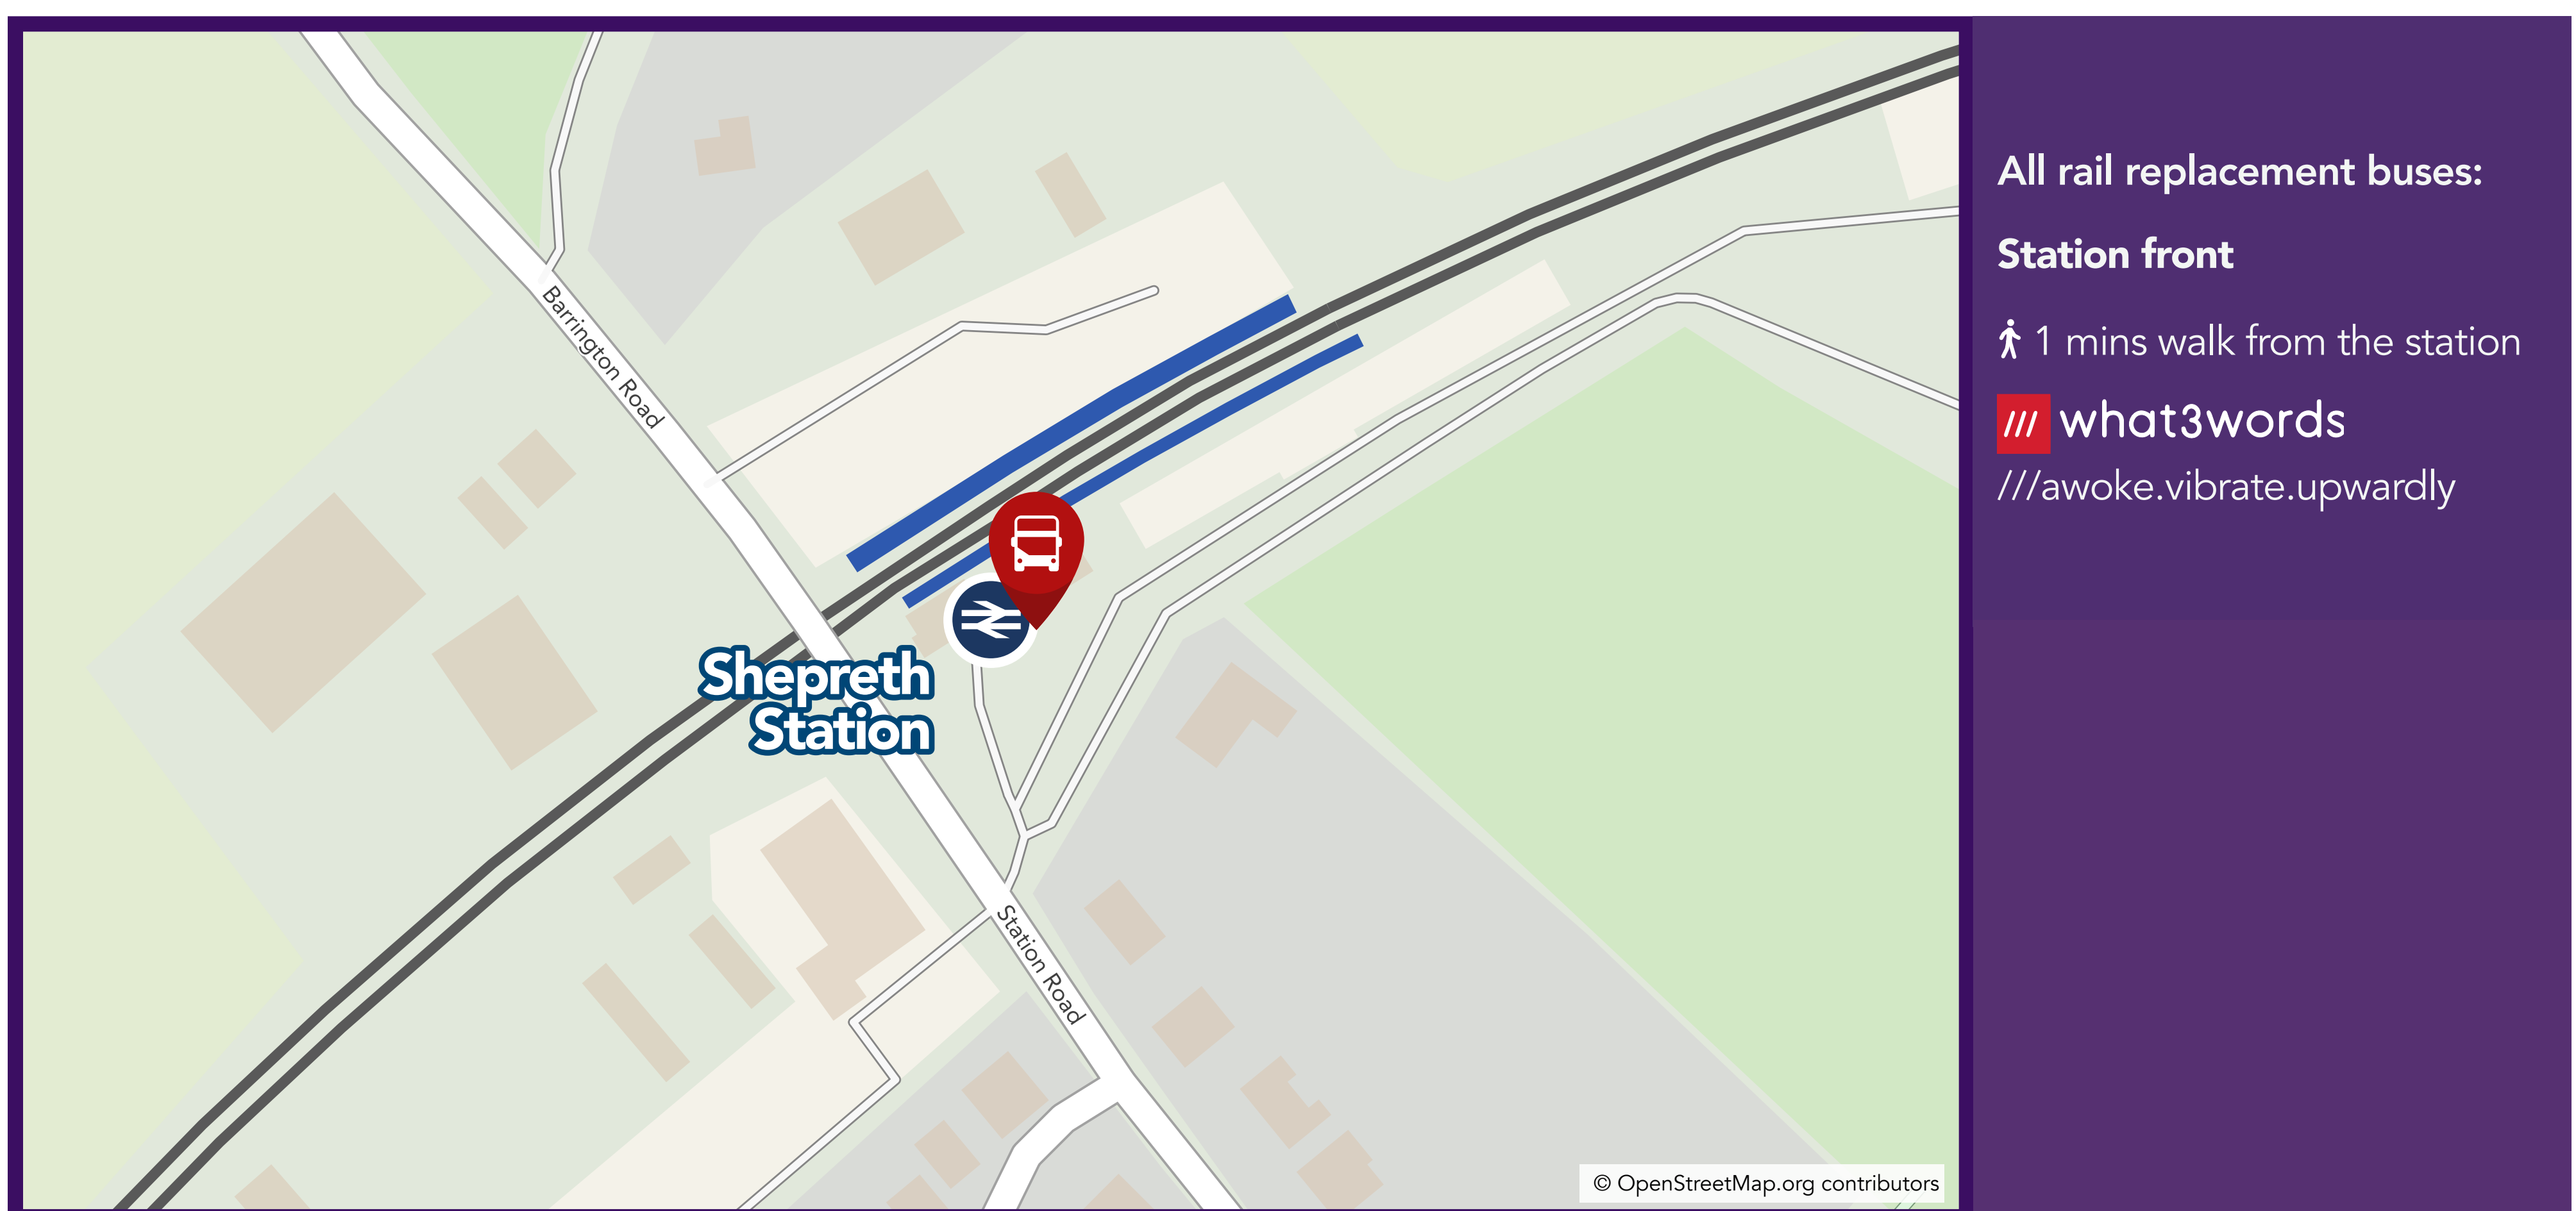 Barrington Road
Shepreth
Station
Station Road
© OpenStreetMap.org contributors
All rail replacement buses:
Station front
1 mins walk from the station
/// what3words
///awoke.vibrate.upwardly